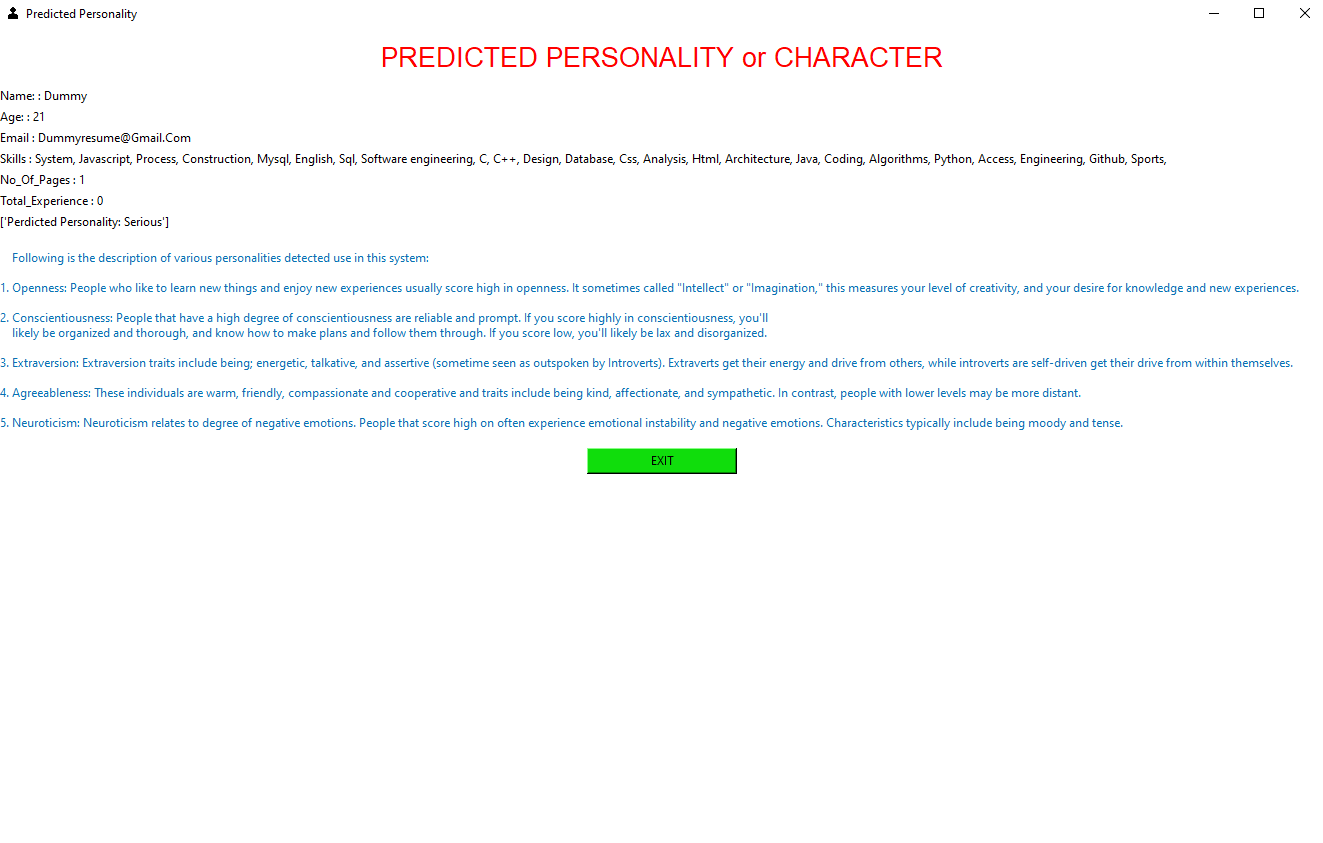 Predicted Personality
PREDICTED PERSONALITY or CHARACTER
Name: : Dummy
Age: : 21
Email : Dummyresume@Gmail.Com
Skills : System, Javascript, Process, Construction, Mysql, English, Sql, Software engineering, C, C++, Design, Database, Css, Analysis, Html, Architecture, Java, Coding, Algorithms, Python, Access, Engineering, Github, Sports,
No_Of_Pages : 1
Total_Experience : 0
['Perdicted Personality: Serious']
Following is the description of various personalities detected use in this system:
1. Openness: People who like to learn new things and enjoy new experiences usually score high in openness. It sometimes called "Intellect" or "Imagination," this measures your level of creativity, and your desire for knowledge and new experiences.
2. Conscientiousness: People that have a high degree of conscientiousness are reliable and prompt. If you score highly in conscientiousness, you'll
likely be organized and thorough, and know how to make plans and follow them through. If you score low, you'll likely be lax and disorganized.
3. Extraversion: Extraversion traits include being; energetic, talkative, and assertive (sometime seen as outspoken by Introverts). Extraverts get their energy and drive from others, while introverts are self-driven get their drive from within themselves.
4. Agreeableness: These individuals are warm, friendly, compassionate and cooperative and traits include being kind, affectionate, and sympathetic. In contrast, people with lower levels may be more distant.
5. Neuroticism: Neuroticism relates to degree of negative emotions. People that score high on often experience emotional instability and negative emotions. Characteristics typically include being moody and tense.
EXIT